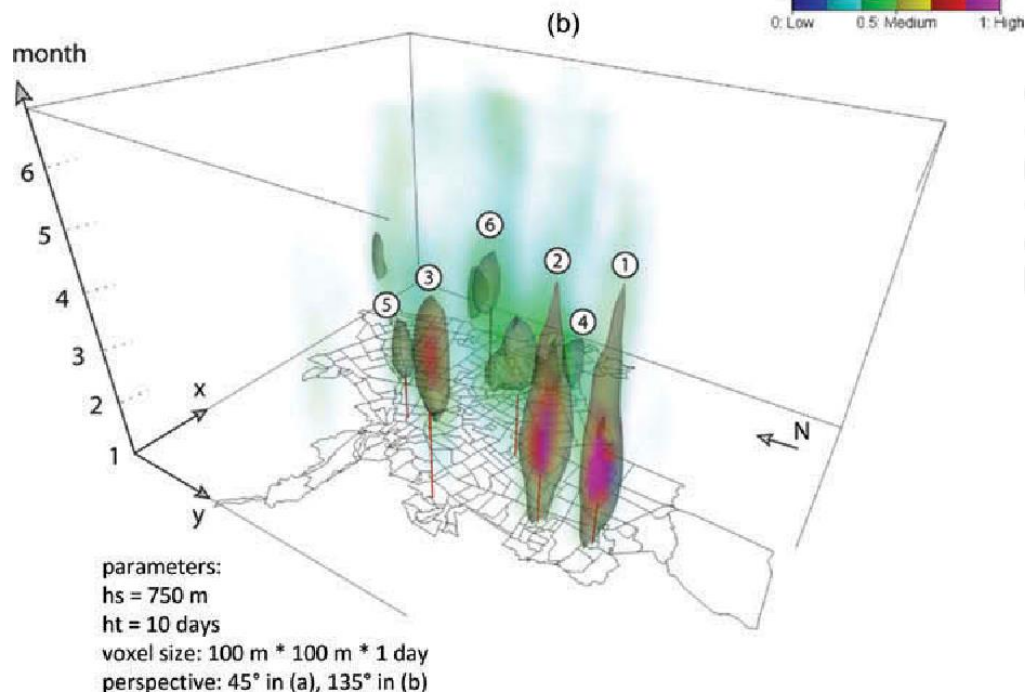 (b)
0: Low 0.5: Medium 1: High
month
6
5
4
3
2
1
x
y
N
6
2
1
3
5
4
parameters:
hs = 750 m
ht = 10 days
voxel size: 100 m * 100 m * 1 day
perspective: 45° in (a), 135° in (b)